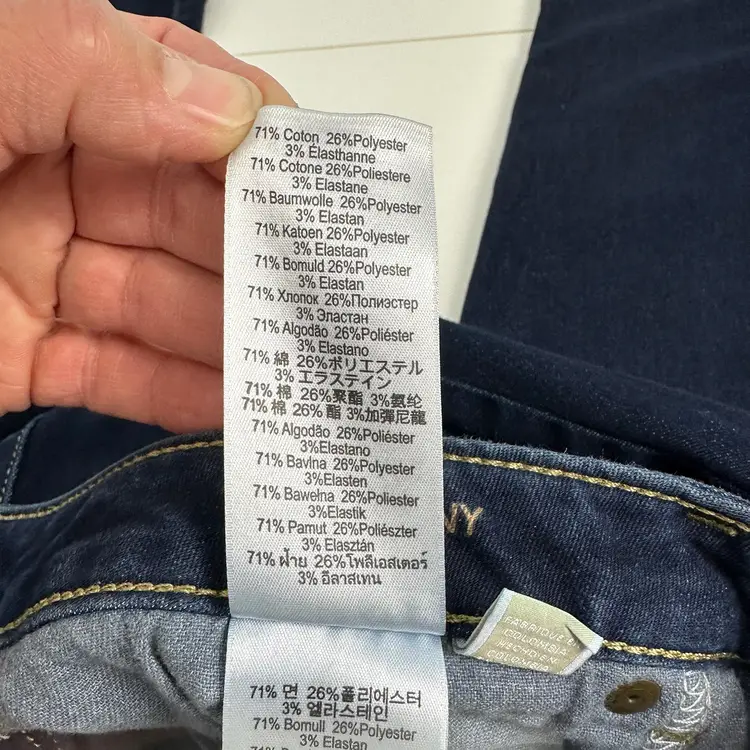 71% Coton 26%Polyester
3% Élasthanne
71% Cotone 26%Poliestere
3% Elastane
71% Baumwolle 26%Polyester
3% Elastan
71% Katoen 26%Polyester
3% Elastaan
71% Bomuld 26%Polyester
3% Elastan
71% Хлопок 26%Полиэстер
3% Эластан
71% Algodão 26%Poliéster
3% Elastano
71% 綿 26%ポリエステル
3% エラステイン
71% 棉 26%聚酯 3%氨纶
71% 棉 26% 酯 3%加彈尼龍
71% Algodão 26%Poliéster
3%Elastano
71% Bavlna 26%Polyester
3%Elasten
71% Bawełna 26%Poliester
3%Elastik
71% Pamut 26%Poliészter
3% Elasztán
71% ฝ้าย 26%โพลีเอสเตอร์
3% อีลาสเทน
NY
COLOMBIA
71% 면 26%폴리에스터
3% 엘라스테인
71% Bomull 26%Polyester
3% Elastan